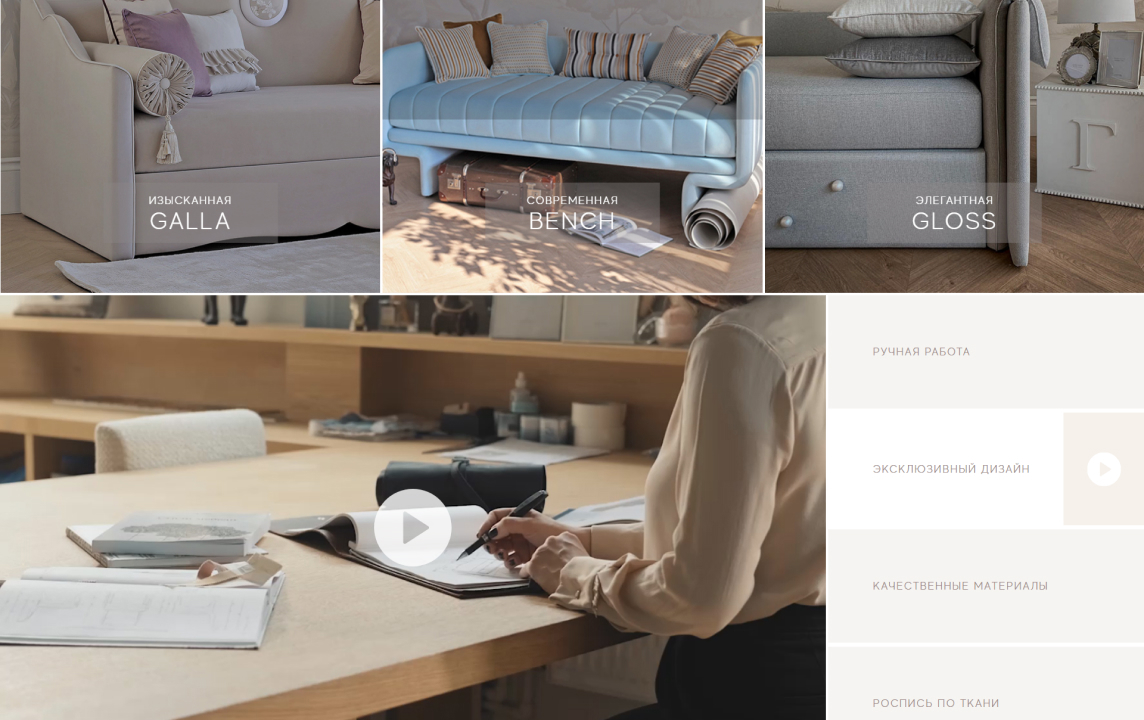 ИЗЫСКАННАЯ
GALLA
СОВРЕМЕННАЯ
BENCH
ЭЛЕГАНТНАЯ
GLOSS
РУЧНАЯ РАБОТА
ЭКСКЛЮЗИВНЫЙ ДИЗАЙН
КАЧЕСТВЕННЫЕ МАТЕРИАЛЫ
РОСПИСЬ ПО ТКАНИ